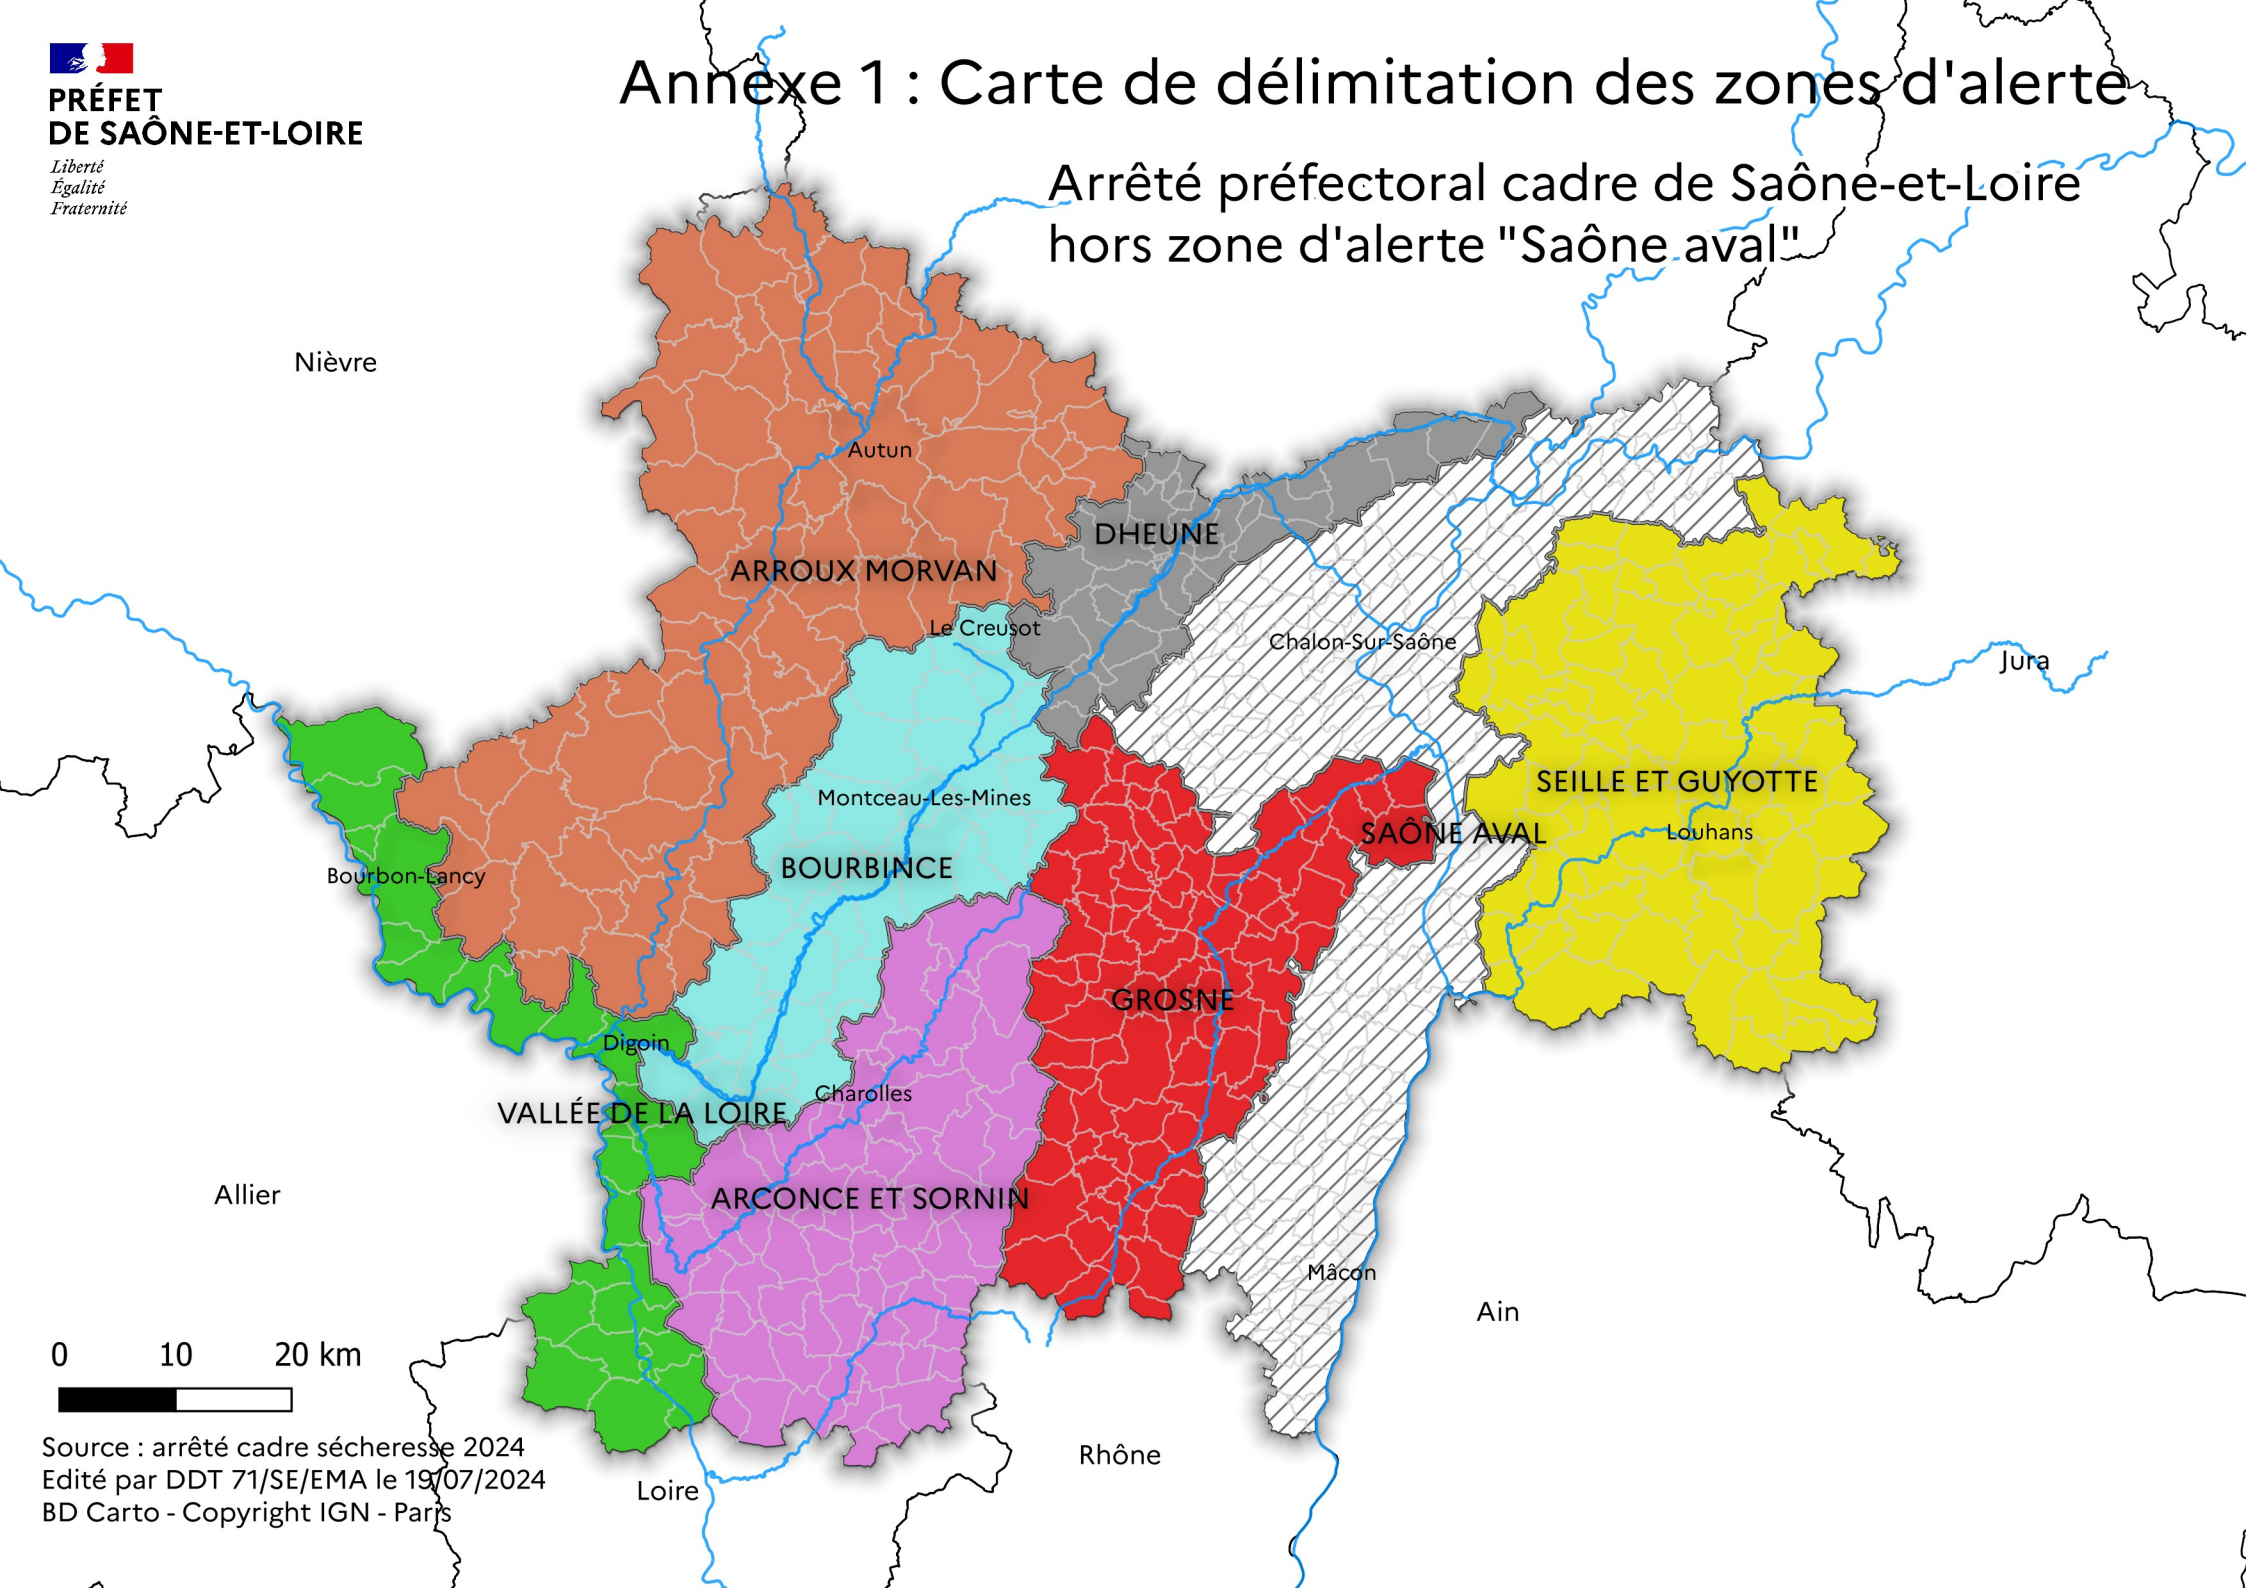 PRÉFET
DE SAÔNE-ET-LOIRE
Liberté
Égalité
Fraternité
Annexe 1 : Carte de délimitation des zones d'alerte
Arrêté préfectoral cadre de Saône-et-Loire
hors zone d'alerte "Saône aval"
Nièvre
Autun
DHEUNE
ARROUX MORVAN
Le Creusot
Chalon-Sur-Saône
Jura
SEILLE ET GUYOTTE
Montceau-Les-Mines
Louhans
SAÔNE AVAL
BOURBINCE
Bourbon-Lancy
GROSNE
Digoin
Charolles
VALLÉE DE LA LOIRE
Allier
ARCONCE ET SORNIN
Mâcon
Ain
0 10 20 km
Rhône
Loire
Source : arrêté cadre sécheresse 2024
Edité par DDT 71/SE/EMA le 19/07/2024
BD Carto - Copyright IGN - Paris